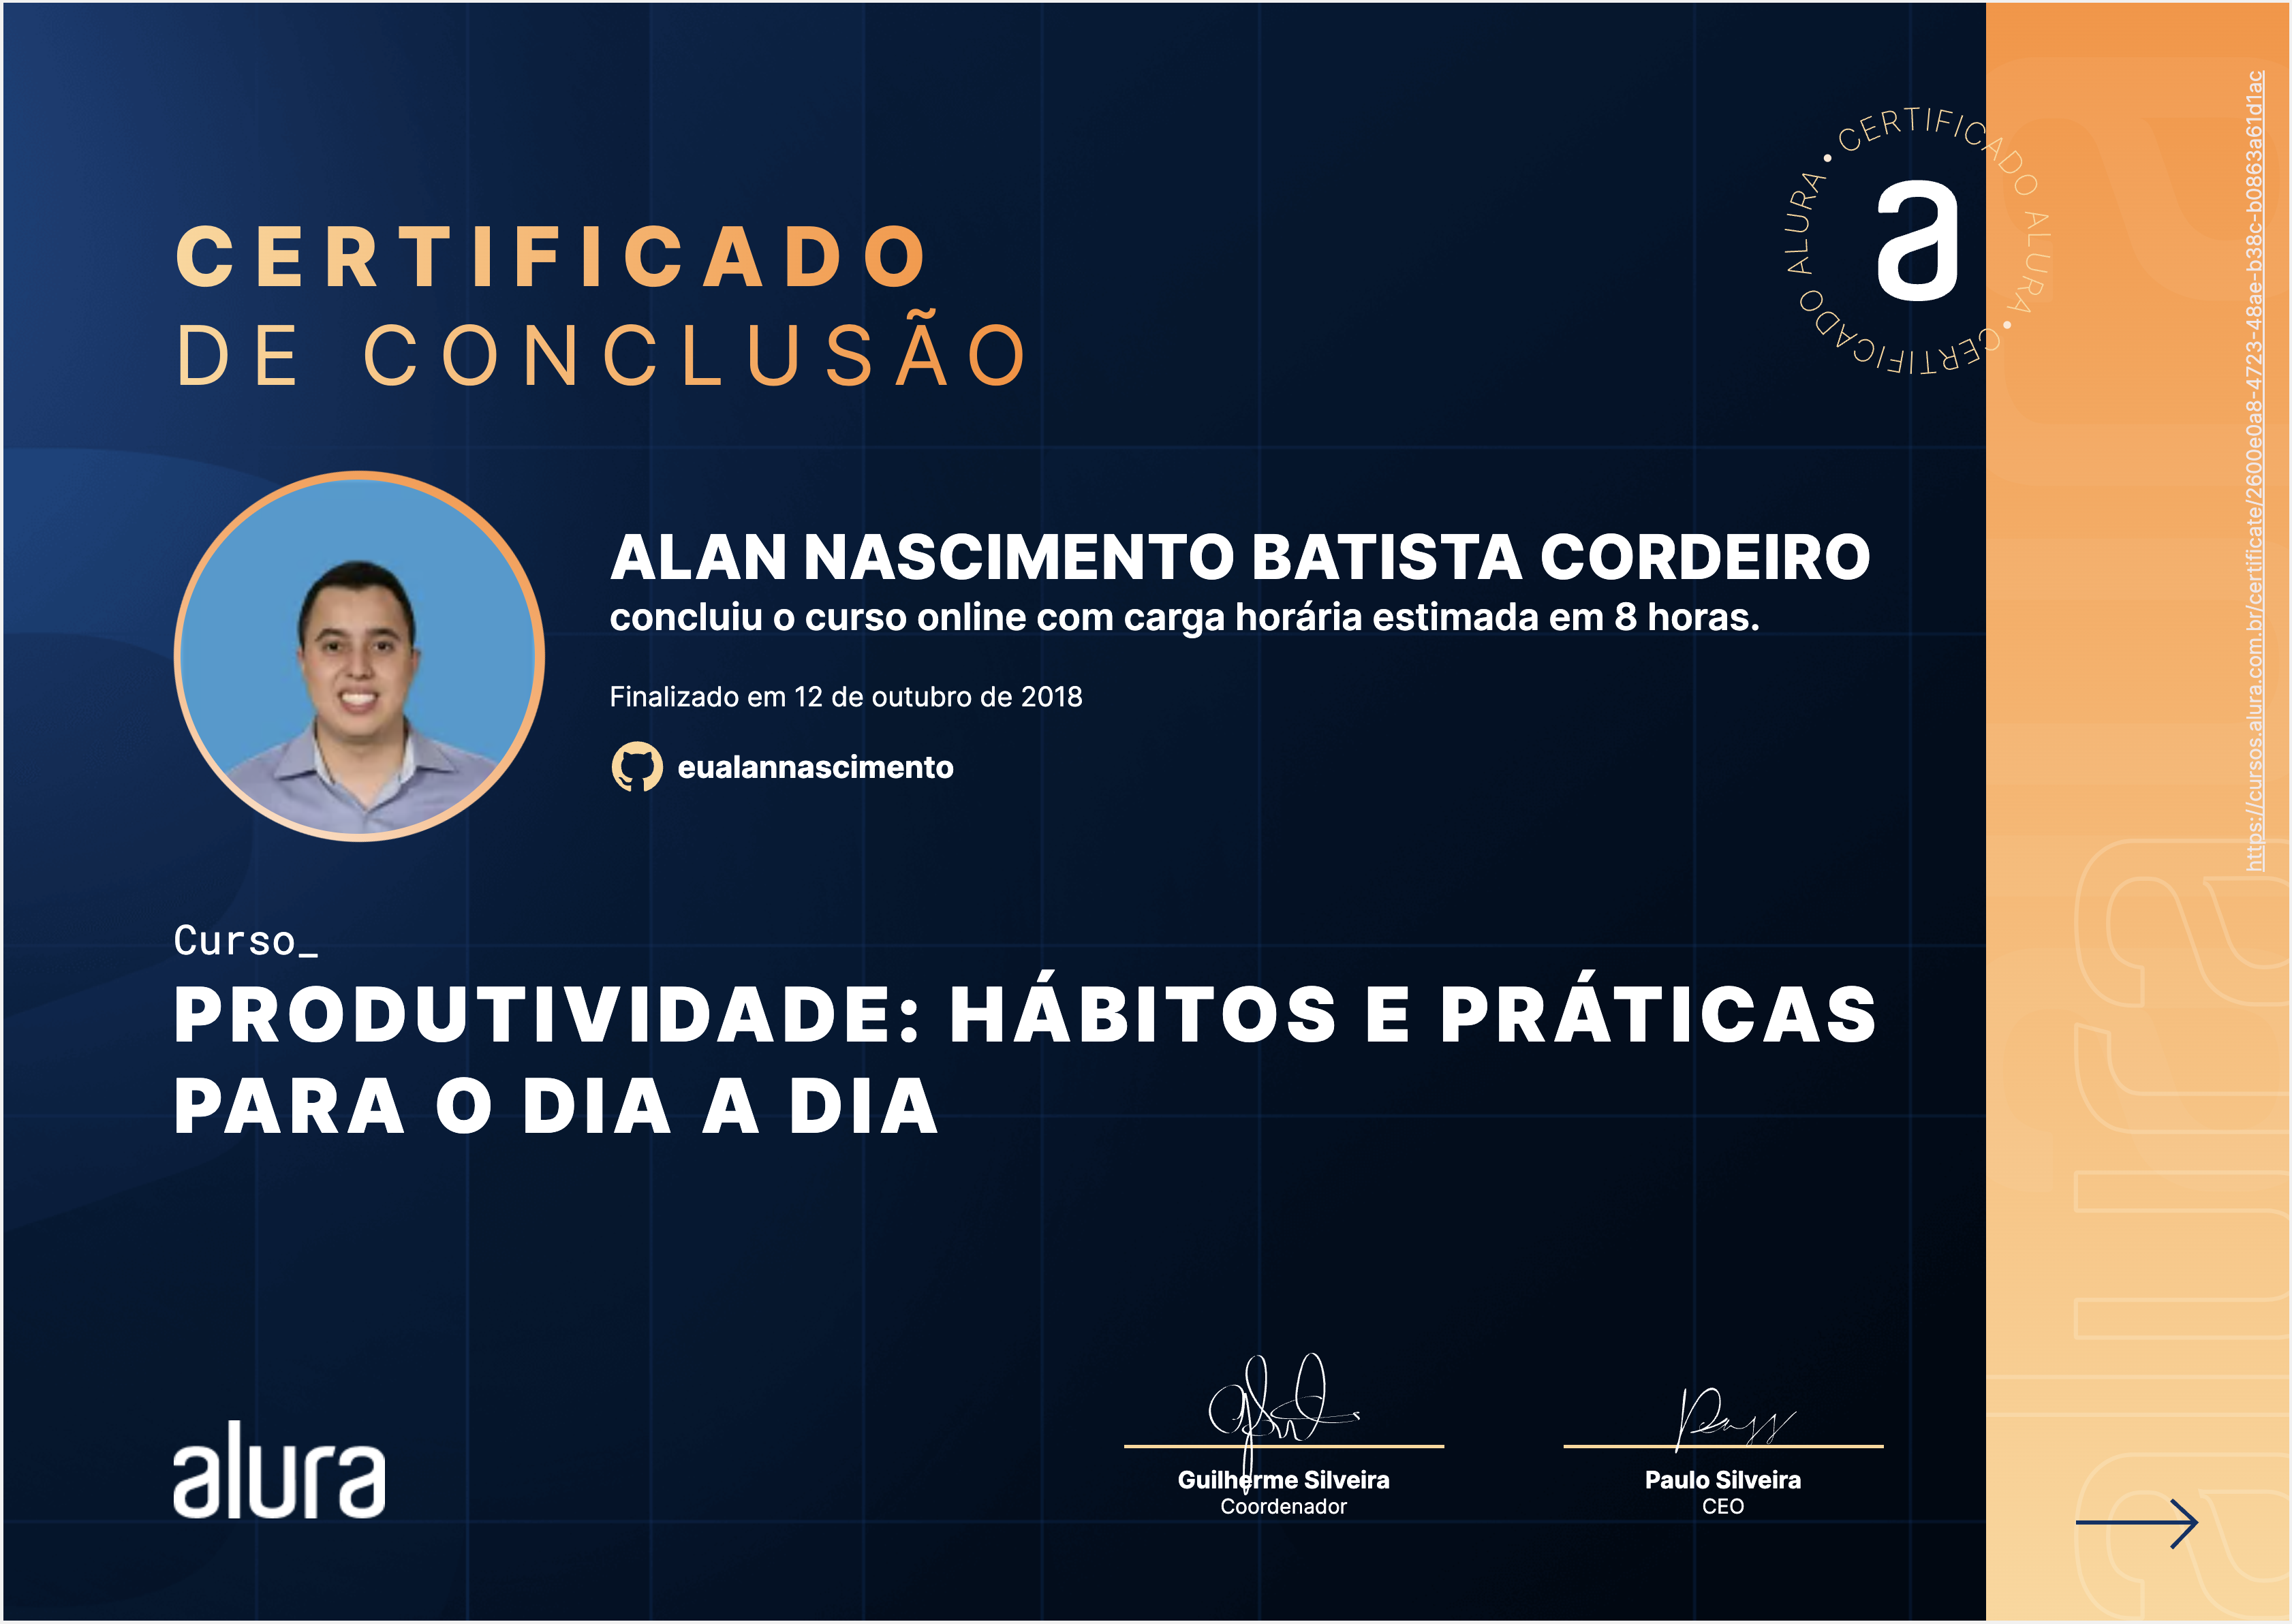 CERTIFICADO
DE CONCLUSÃO
CERTIFICADO ALURA • CERTIFICADO ALURA •
a
ALAN NASCIMENTO BATISTA CORDEIRO
concluiu o curso online com carga horária estimada em 8 horas.
Finalizado em 12 de outubro de 2018
eualannascimento
Curso_
PRODUTIVIDADE: HÁBITOS E PRÁTICAS
PARA O DIA A DIA
alura
Guilherme Silveira
Coordenador
Paulo Silveira
CEO
https://cursos.alura.com.br/certificate/2600e0a8-4723-48ae-b38c-b0863a61d1ac
alura